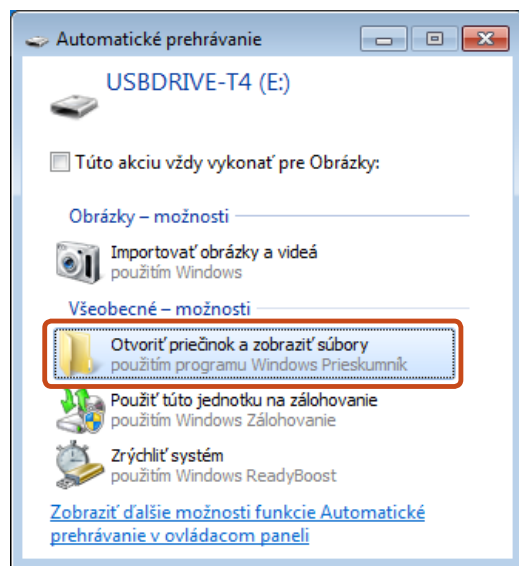 Automatické prehrávanie
USBDRIVE-T4 (E:)
Túto akciu vždy vykonať pre Obrázky:
Obrázky – možnosti
Importovať obrázky a videá
použitím Windows
Všeobecné – možnosti
Otvoriť priečinok a zobraziť súbory
použitím programu Windows Prieskumník
Použiť túto jednotku na zálohovanie
použitím Windows Zálohovanie
Zrýchliť systém
použitím Windows ReadyBoost
Zobraziť ďalšie možnosti funkcie Automatické
prehrávanie v ovládacom paneli